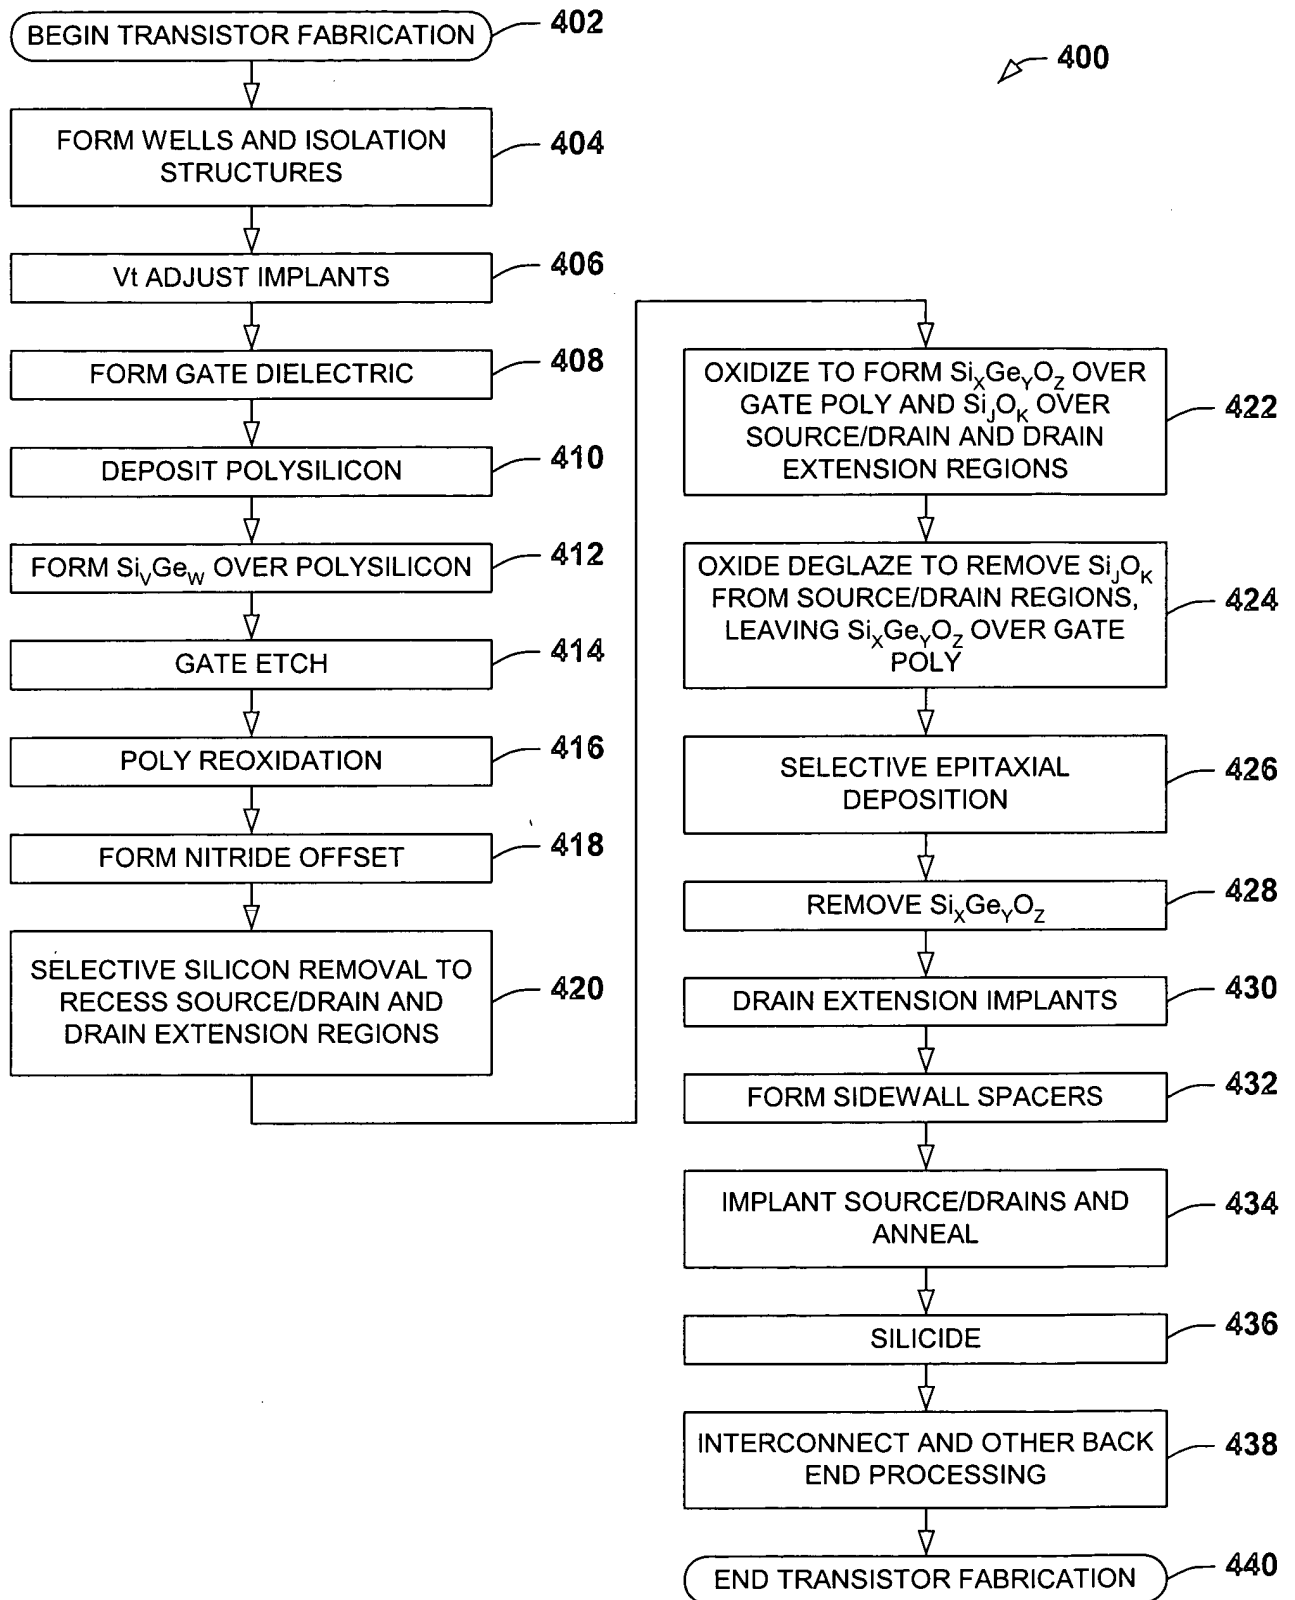 BEGIN TRANSISTOR FABRICATION
402
400
FORM WELLS AND ISOLATION
STRUCTURES
404
Vt ADJUST IMPLANTS
406
FORM GATE DIELECTRIC
408
DEPOSIT POLYSILICON
410
FORM SiVGeW OVER POLYSILICON
412
GATE ETCH
414
POLY REOXIDATION
416
FORM NITRIDE OFFSET
418
SELECTIVE SILICON REMOVAL TO
RECESS SOURCE/DRAIN AND
DRAIN EXTENSION REGIONS
420
OXIDIZE TO FORM SiXGeYOZ OVER
GATE POLY AND SiJOK OVER
SOURCE/DRAIN AND DRAIN
EXTENSION REGIONS
422
OXIDE DEGLAZE TO REMOVE SiJOK
FROM SOURCE/DRAIN REGIONS,
LEAVING SiXGeYOZ OVER GATE
POLY
424
SELECTIVE EPITAXIAL
DEPOSITION
426
REMOVE SiXGeYOZ
428
DRAIN EXTENSION IMPLANTS
430
FORM SIDEWALL SPACERS
432
IMPLANT SOURCE/DRAINS AND
ANNEAL
434
SILICIDE
436
INTERCONNECT AND OTHER BACK
END PROCESSING
438
END TRANSISTOR FABRICATION
440